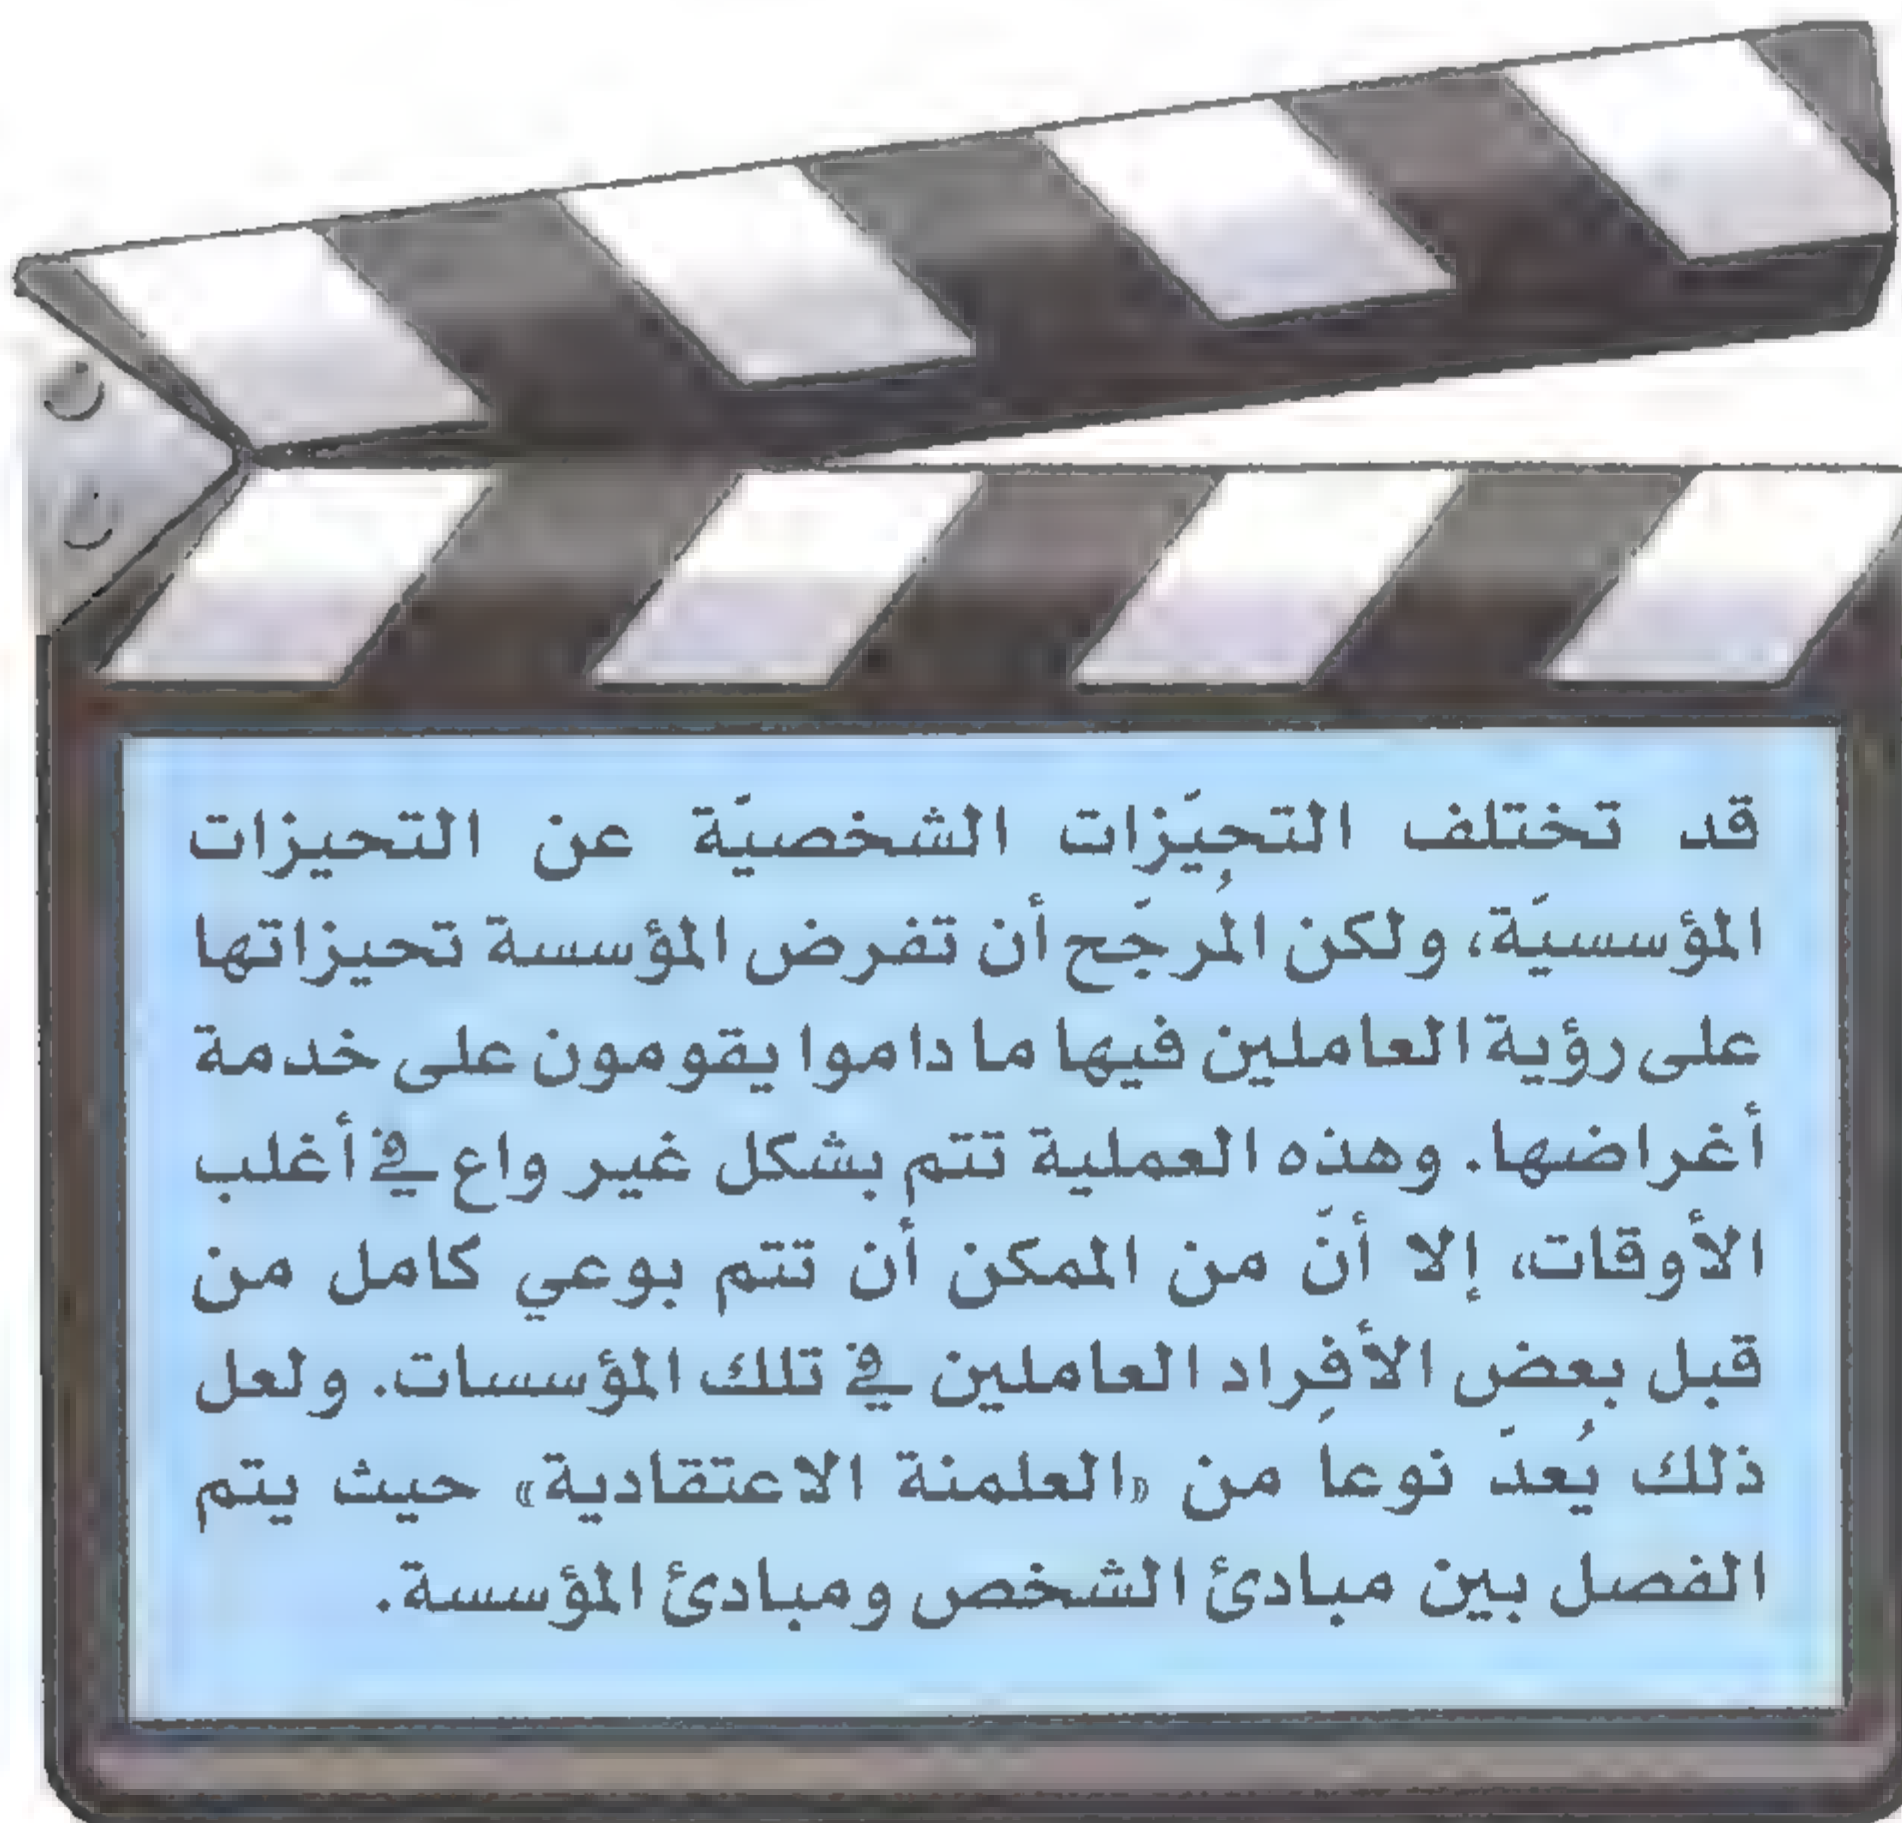 قد تختلف التحيّزات الشخصيّة عن التحيزات
المؤسسيّة، ولكن المُرجّح أن تفرض المؤسسة تحيزاتها
على رؤية العاملين فيها ما داموا يقومون على خدمة
أغراضها. وهذه العملية تتم بشكل غير واع في أغلب
الأوقات، إلا أنّ من الممكن أن تتم بوعي كامل من
قبل بعض الأفراد العاملين في تلك المؤسسات. ولعل
ذلك يُعدّ نوعاً من «العلمنة الاعتقادية» حيث يتم
الفصل بين مبادئ الشخص ومبادئ المؤسسة.